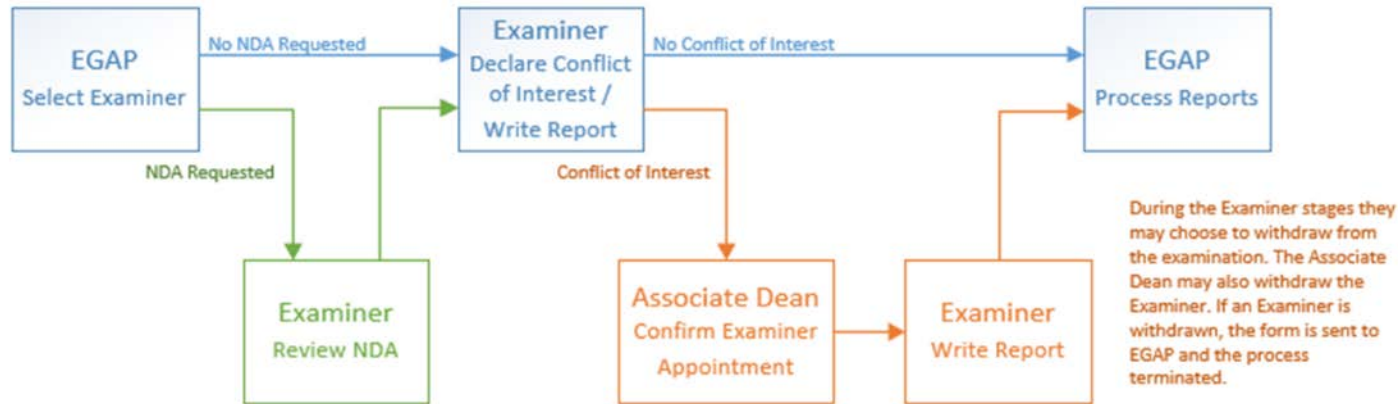 EGAP
Select Examiner
No NDA Requested
Examiner
Declare Conflict
of Interest /
Write Report
No Conflict of Interest
EGAP
Process Reports
NDA Requested
Conflict of Interest
Examiner
Review NDA
Associate Dean
Confirm Examiner
Appointment
Examiner
Write Report
During the Examiner stages they
may choose to withdraw from
the examination. The Associate
Dean may also withdraw the
Examiner. If an Examiner is
withdrawn, the form is sent to
EGAP and the process
terminated.